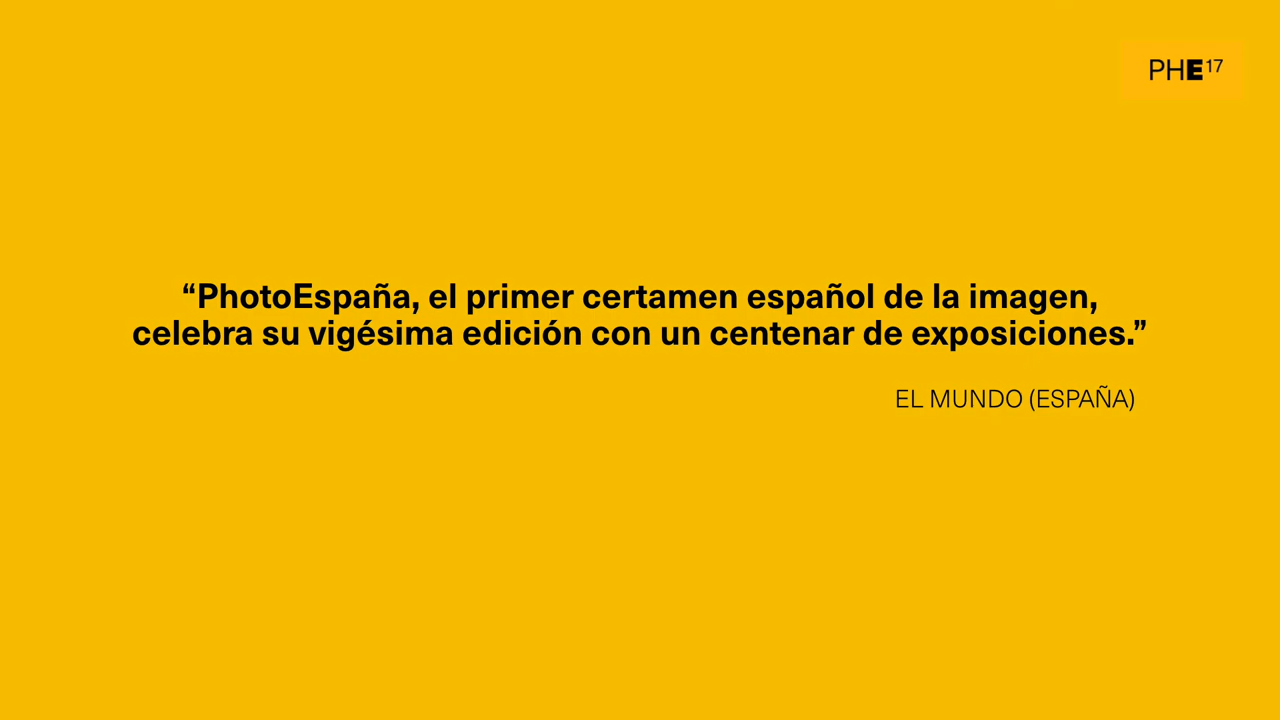 PHE17
“PhotoEspaña, el primer certamen español de la imagen,
celebra su vigésima edición con un centenar de exposiciones.”
EL MUNDO (ESPAÑA)